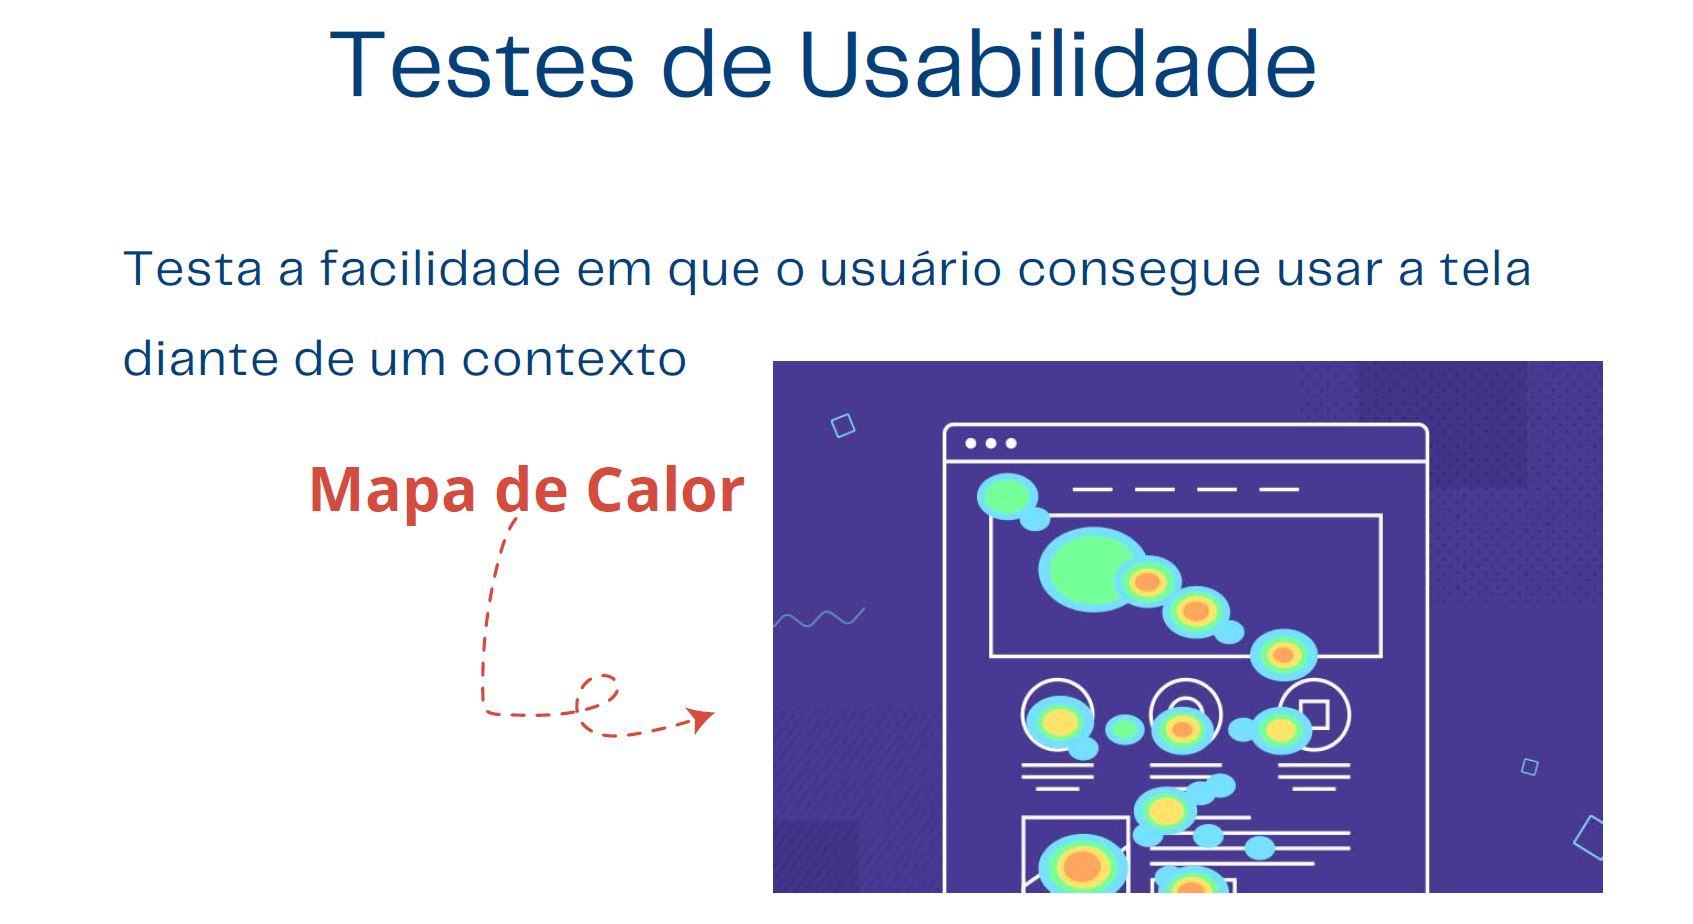 Testes de Usabilidade
Testa a facilidade em que o usuário consegue usar a tela
diante de um contexto
Mapa de Calor